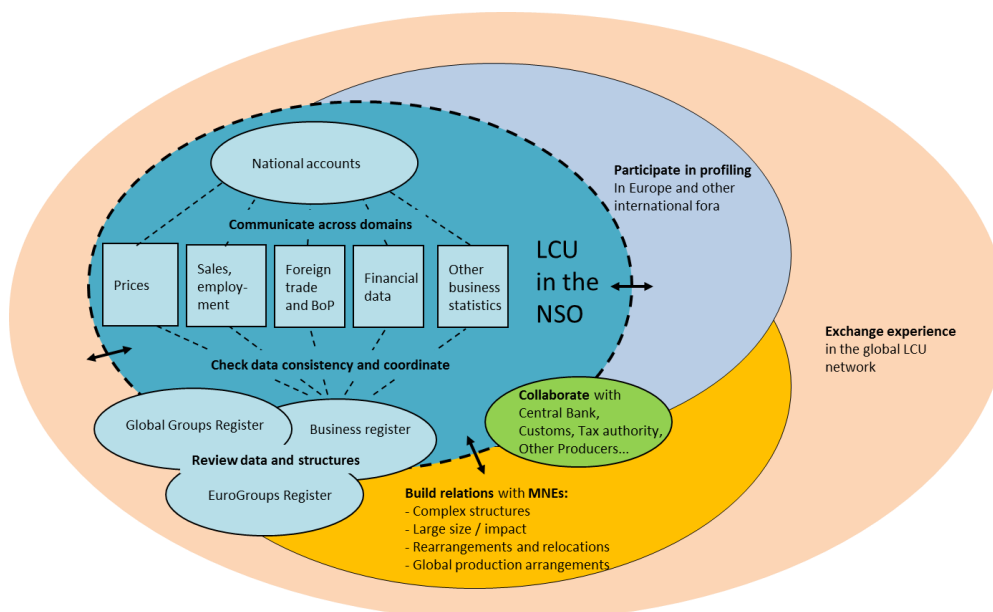 National accounts
Communicate across domains
Prices
Sales,
employ-
ment
Foreign
trade
and BoP
Financial
data
Other
business
statistics
LCU
in the
NSO
Participate in profiling
In Europe and other
international fora
Exchange experience
in the global LCU
network
Check data consistency and coordinate
Global Groups Register
Business register
Review data and structures
EuroGroups Register
Collaborate with
Central Bank,
Customs, Tax authority,
Other Producers...
Build relations with MNEs:
- Complex structures
- Large size / impact
- Rearrangements and relocations
- Global production arrangements